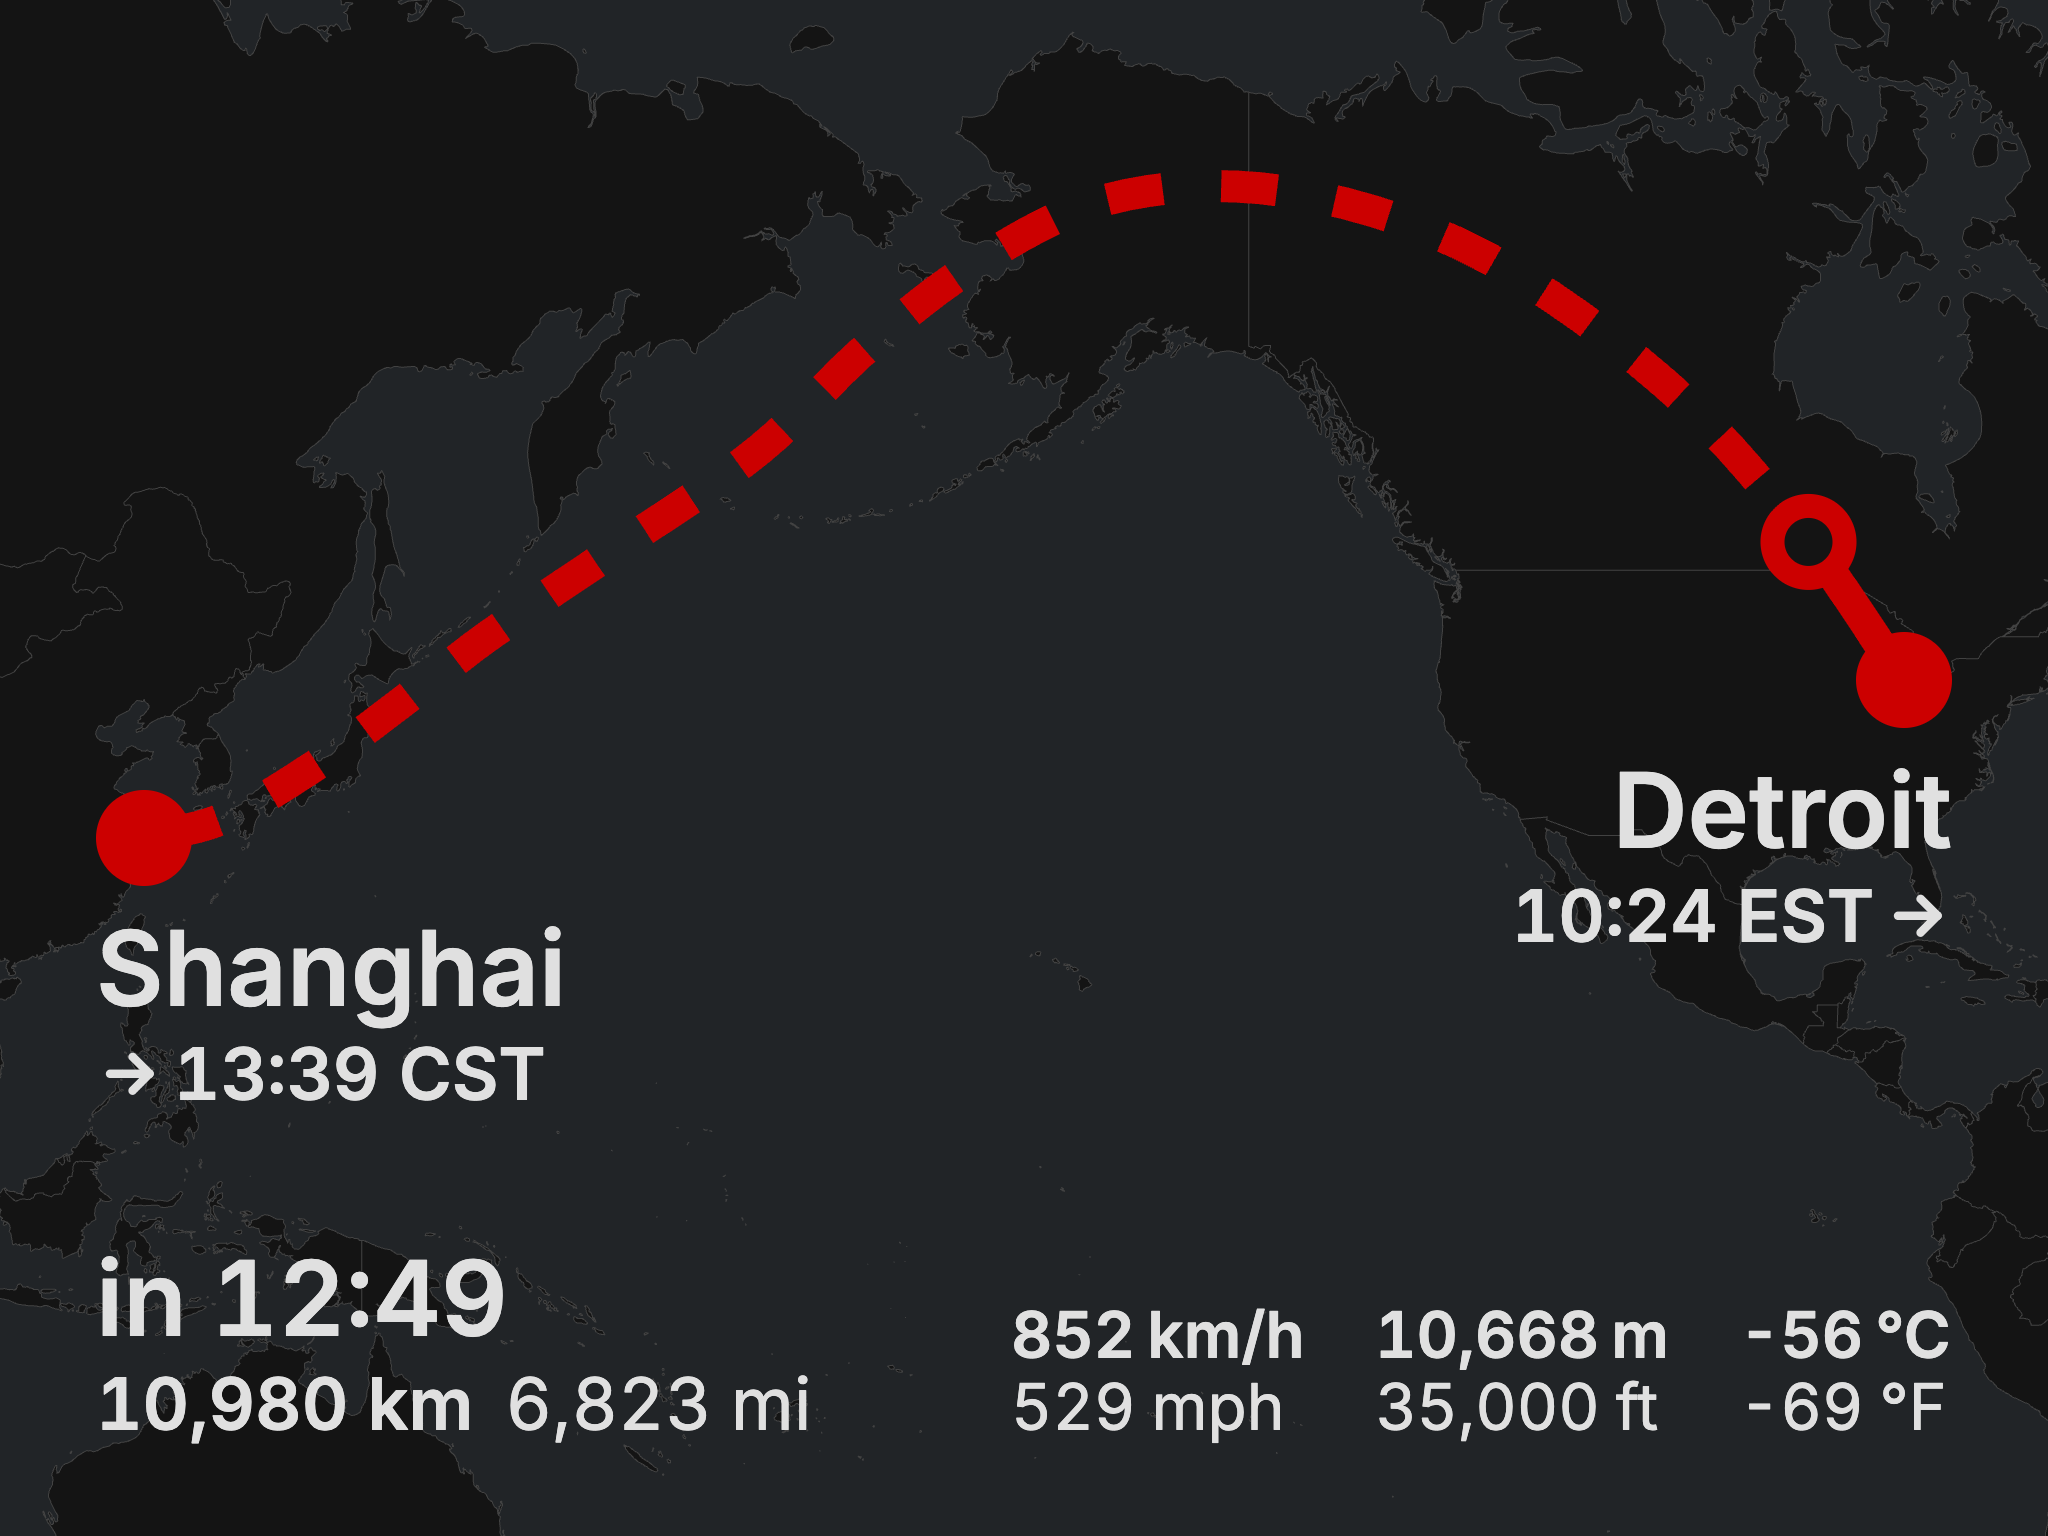 Detroit
10:24 EST →
Shanghai
→ 13:39 CST
in 12:49
10,980 km 6,823 mi
852 km/h 10,668 m -56 °C
529 mph 35,000 ft -69 °F